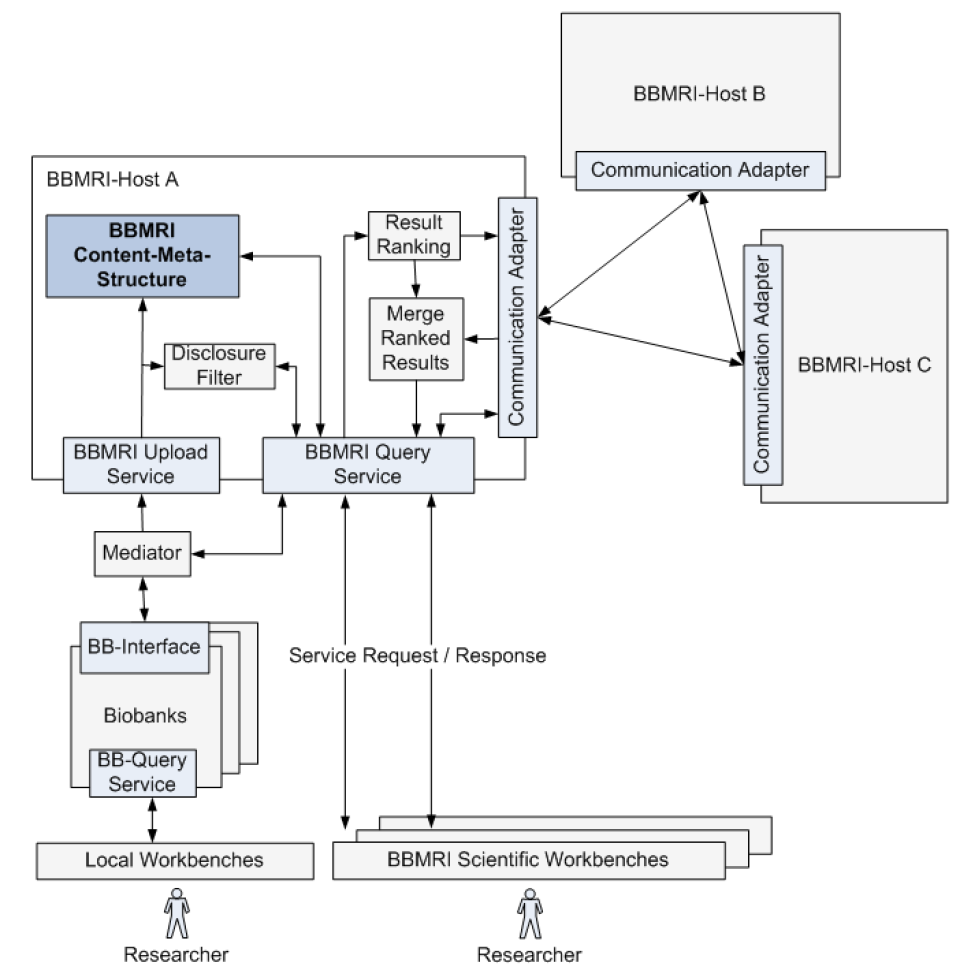 BBMRI-Host B
Communication Adapter
BBMRI-Host A
BBMRI
Content-Meta-
Structure
Result
Ranking
Merge
Ranked
Results
Disclosure
Filter
Communication Adapter
Communication Adapter
BBMRI-Host C
BBMRI Upload
Service
BBMRI Query
Service
Mediator
BB-Interface
Service Request / Response
Biobanks
BB-Query
Service
Local Workbenches
BBMRI Scientific Workbenches
Researcher
Researcher